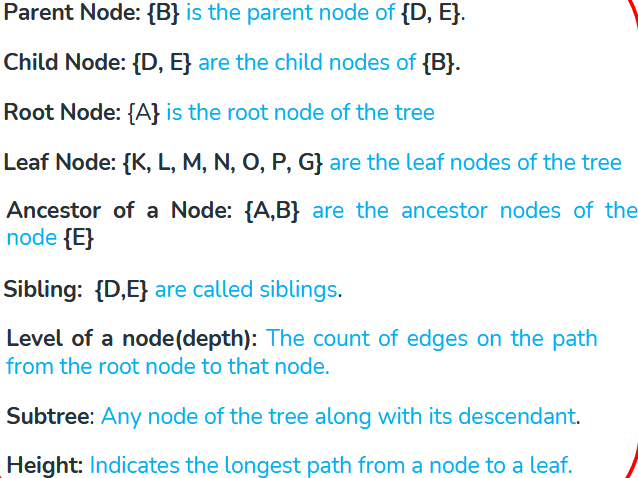 Parent Node: {B} is the parent node of {D, E}.
Child Node: {D, E} are the child nodes of {B}.
Root Node: {A} is the root node of the tree
Leaf Node: {K, L, M, N, O, P, G} are the leaf nodes of the tree
Ancestor of a Node: {A,B} are the ancestor nodes of the
node {E}
Sibling: {D,E} are called siblings.
Level of a node(depth): The count of edges on the path
from the root node to that node.
Subtree: Any node of the tree along with its descendant.
Height: Indicates the longest path from a node to a leaf.